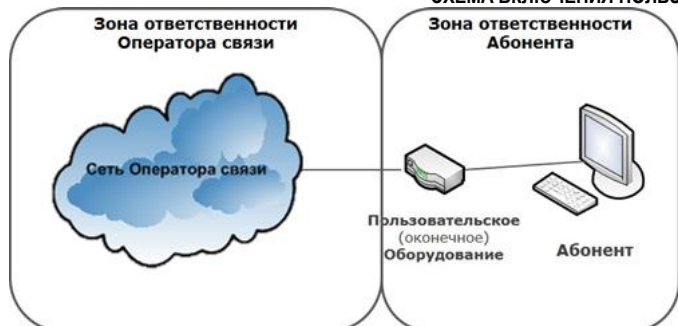 Зона ответственности
Оператора связи
Зона ответственности
Абонента
Сеть Оператора связи
Пользовательское
(оконечное)
Оборудование
Абонент